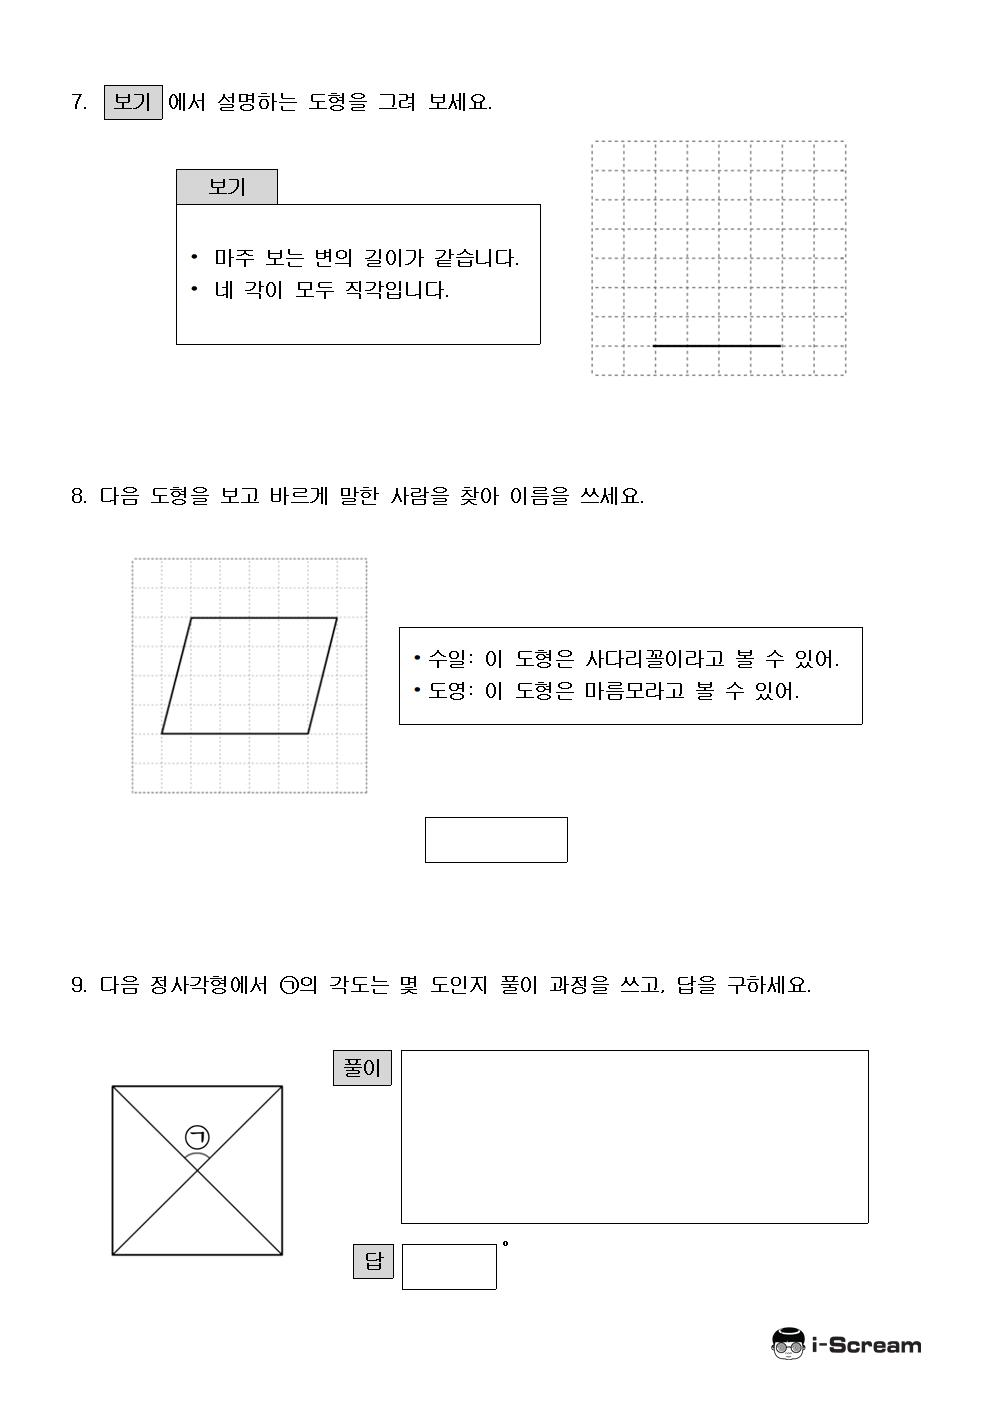 7. 보기 에서 설명하는 도형을 그려 보세요.
보기
• 마주 보는 변의 길이가 같습니다.
• 네 각이 모두 직각입니다.
8. 다음 도형을 보고 바르게 말한 사람을 찾아 이름을 쓰세요.
• 수일: 이 도형은 사다리꼴이라고 볼 수 있어.
• 도영: 이 도형은 마름모라고 볼 수 있어.
9. 다음 정사각형에서 ㉠의 각도는 몇 도인지 풀이 과정을 쓰고, 답을 구하세요.
풀이
㉠
답 °
i-Scream